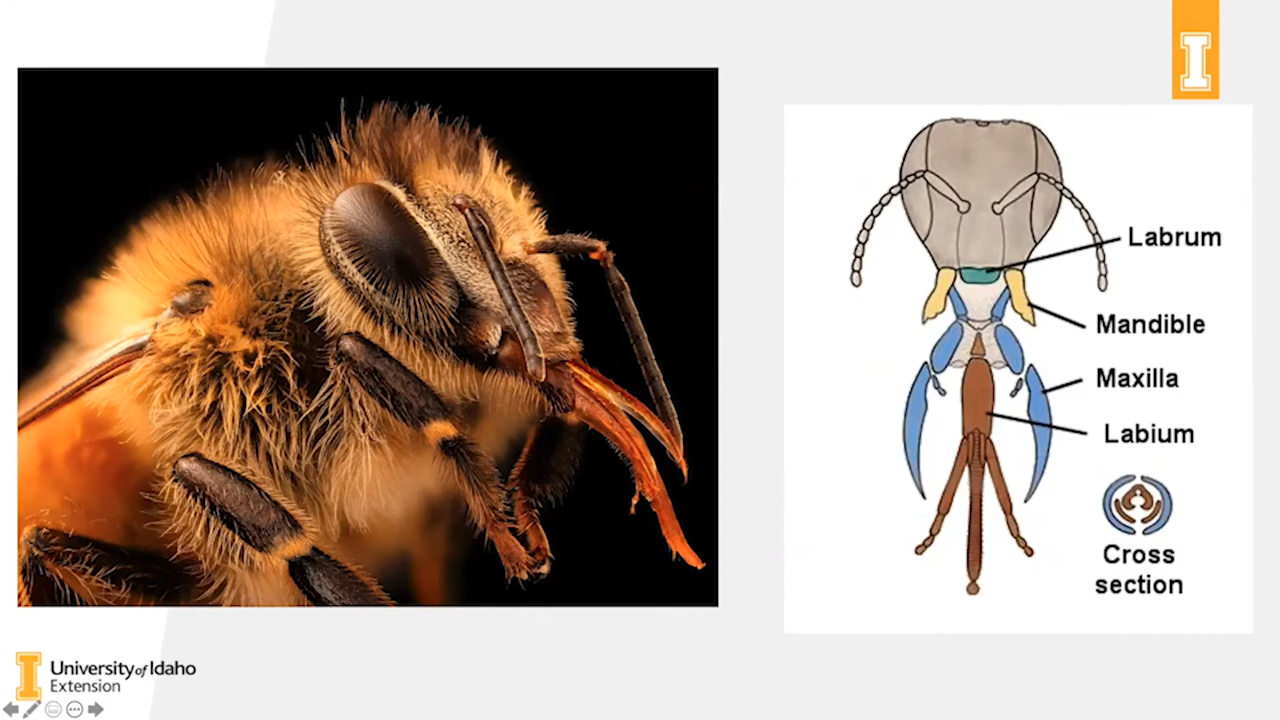 I
Labrum
Mandible
Maxilla
Labium
Cross
section
I
University of Idaho
Extension